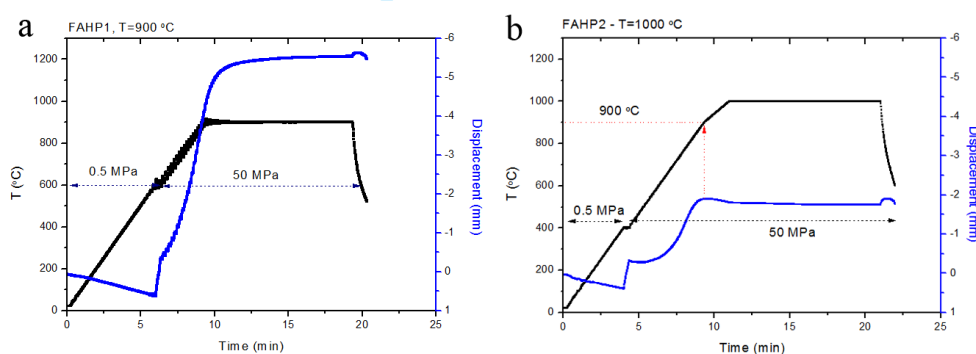 a
FAHP1, T=900 °C
1200
1000
800
600
400
200
0
T (°C)
0.5 MPa
50 MPa
-6
-5
-4
-3
-2
-1
0
1
Displacement (mm)
0
5
10
15
20
25
Time (min)
b
FAHP2 - T=1000 °C
1200
1000
800
600
400
200
0
T (°C)
900 °C
0.5 MPa
50 MPa
-6
-5
-4
-3
-2
-1
0
1
Displacement (mm)
0
5
10
15
20
25
Time (min)